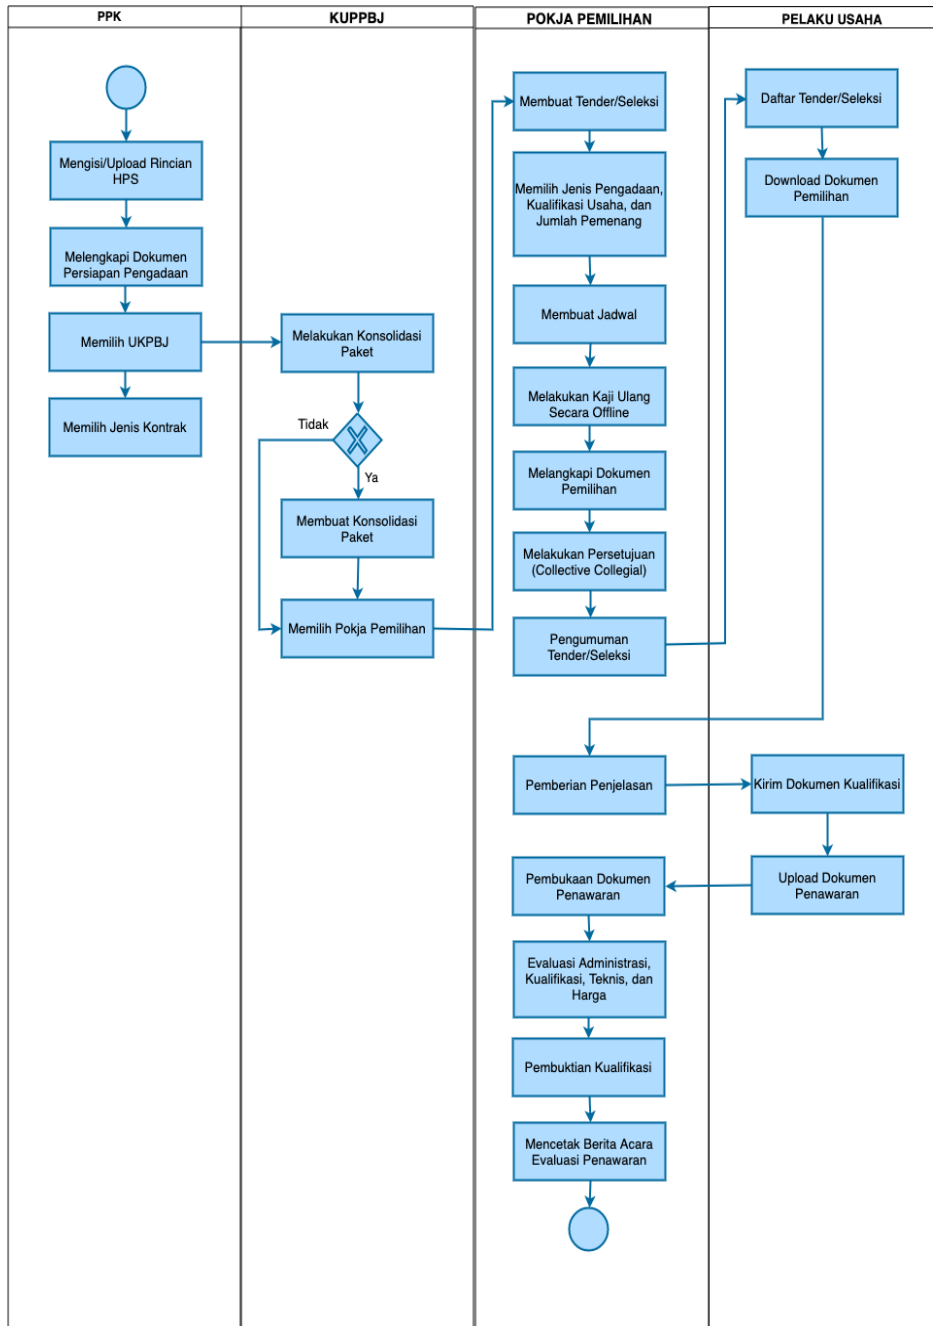 PPK
KUPPBJ
POKJA PEMILIHAN
PELAKU USAHA
Mengisi/Upload Rincian
HPS
Melengkapi Dokumen
Persiapan Pengadaan
Memilih UKPBJ
Memilih Jenis Kontrak
Melakukan Konsolidasi
Paket
Tidak
Ya
Membuat Konsolidasi
Paket
Memilih Pokja Pemilihan
Membuat Tender/Seleksi
Memilih Jenis Pengadaan,
Kualifikasi Usaha, dan
Jumlah Pemenang
Membuat Jadwal
Melakukan Kaji Ulang
Secara Offline
Melangkapi Dokumen
Pemilihan
Melakukan Persetujuan
(Collective Collegial)
Pengumuman
Tender/Seleksi
Daftar Tender/Seleksi
Download Dokumen
Pemilihan
Pemberian Penjelasan
Kirim Dokumen Kualifikasi
Upload Dokumen
Penawaran
Pembukaan Dokumen
Penawaran
Evaluasi Administrasi,
Kualifikasi, Teknis, dan
Harga
Pembuktian Kualifikasi
Mencetak Berita Acara
Evaluasi Penawaran